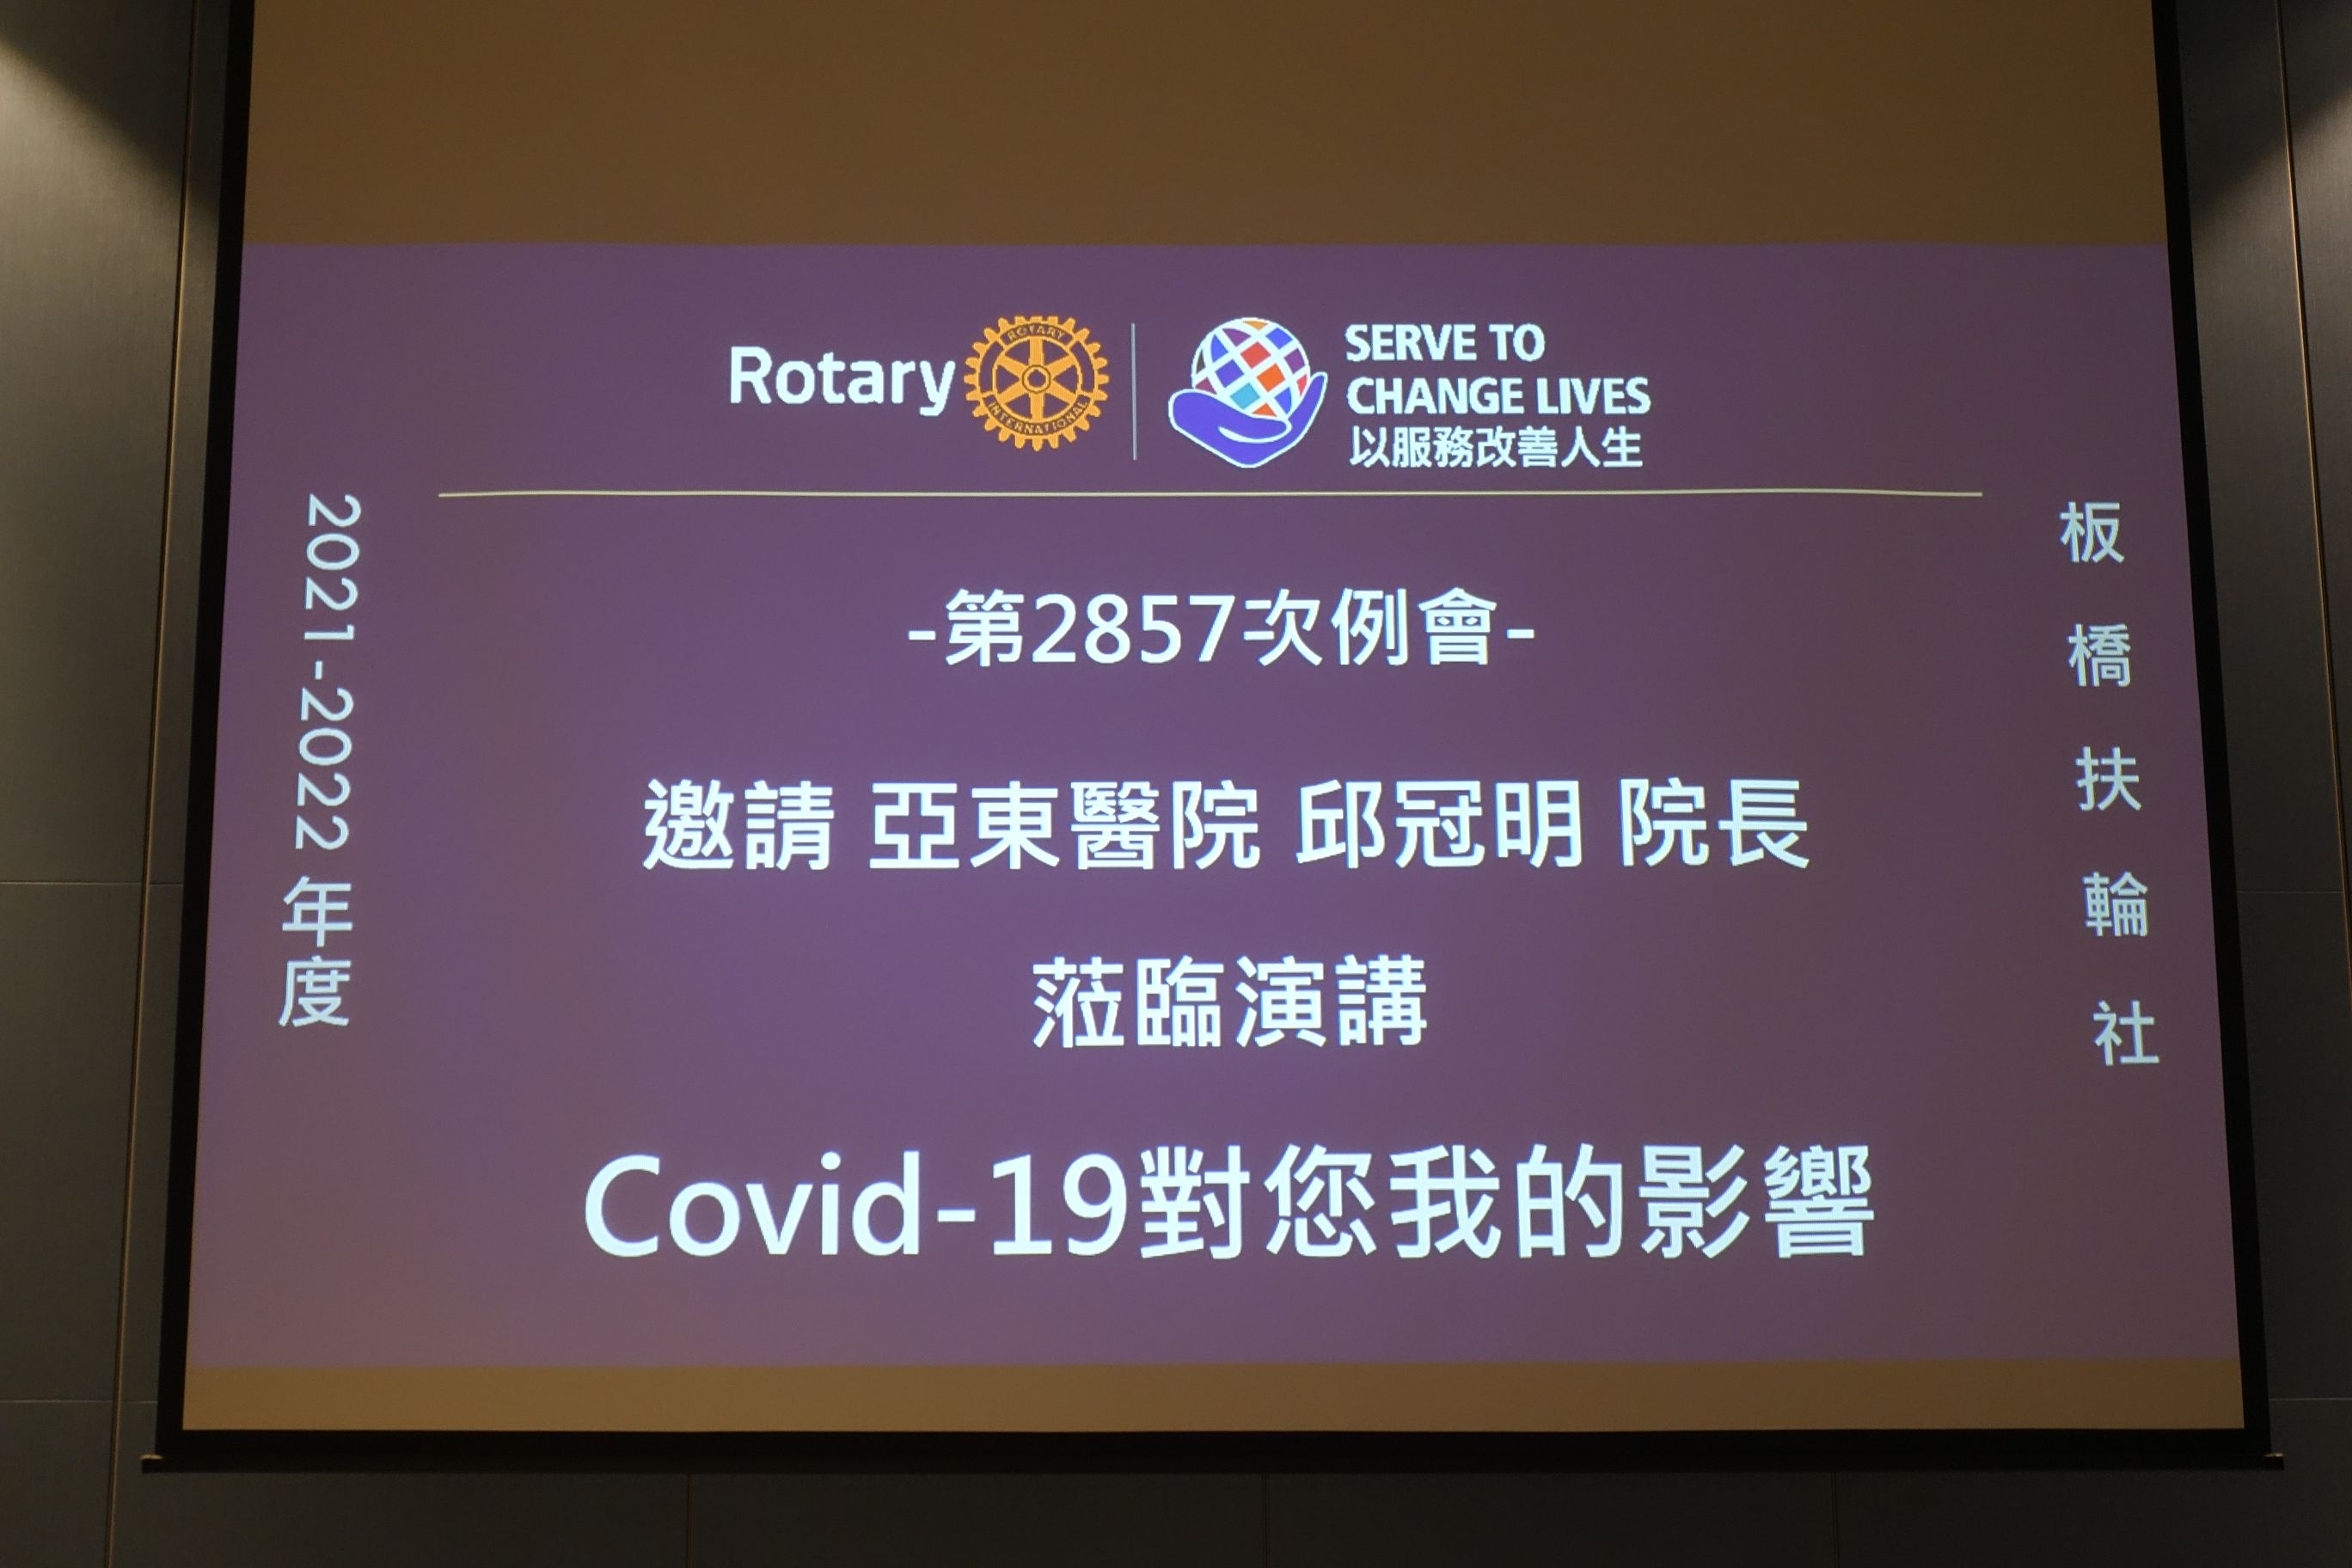 Rotary
ROTARY
INTERNATIONAL
SERVE TO
CHANGE LIVES
以服務改善人生
2021-2022 年度
板橋扶輪社
-第2857次例會-
邀請 亞東醫院 邱冠明 院長
蒞臨演講
Covid-19對您我的影響